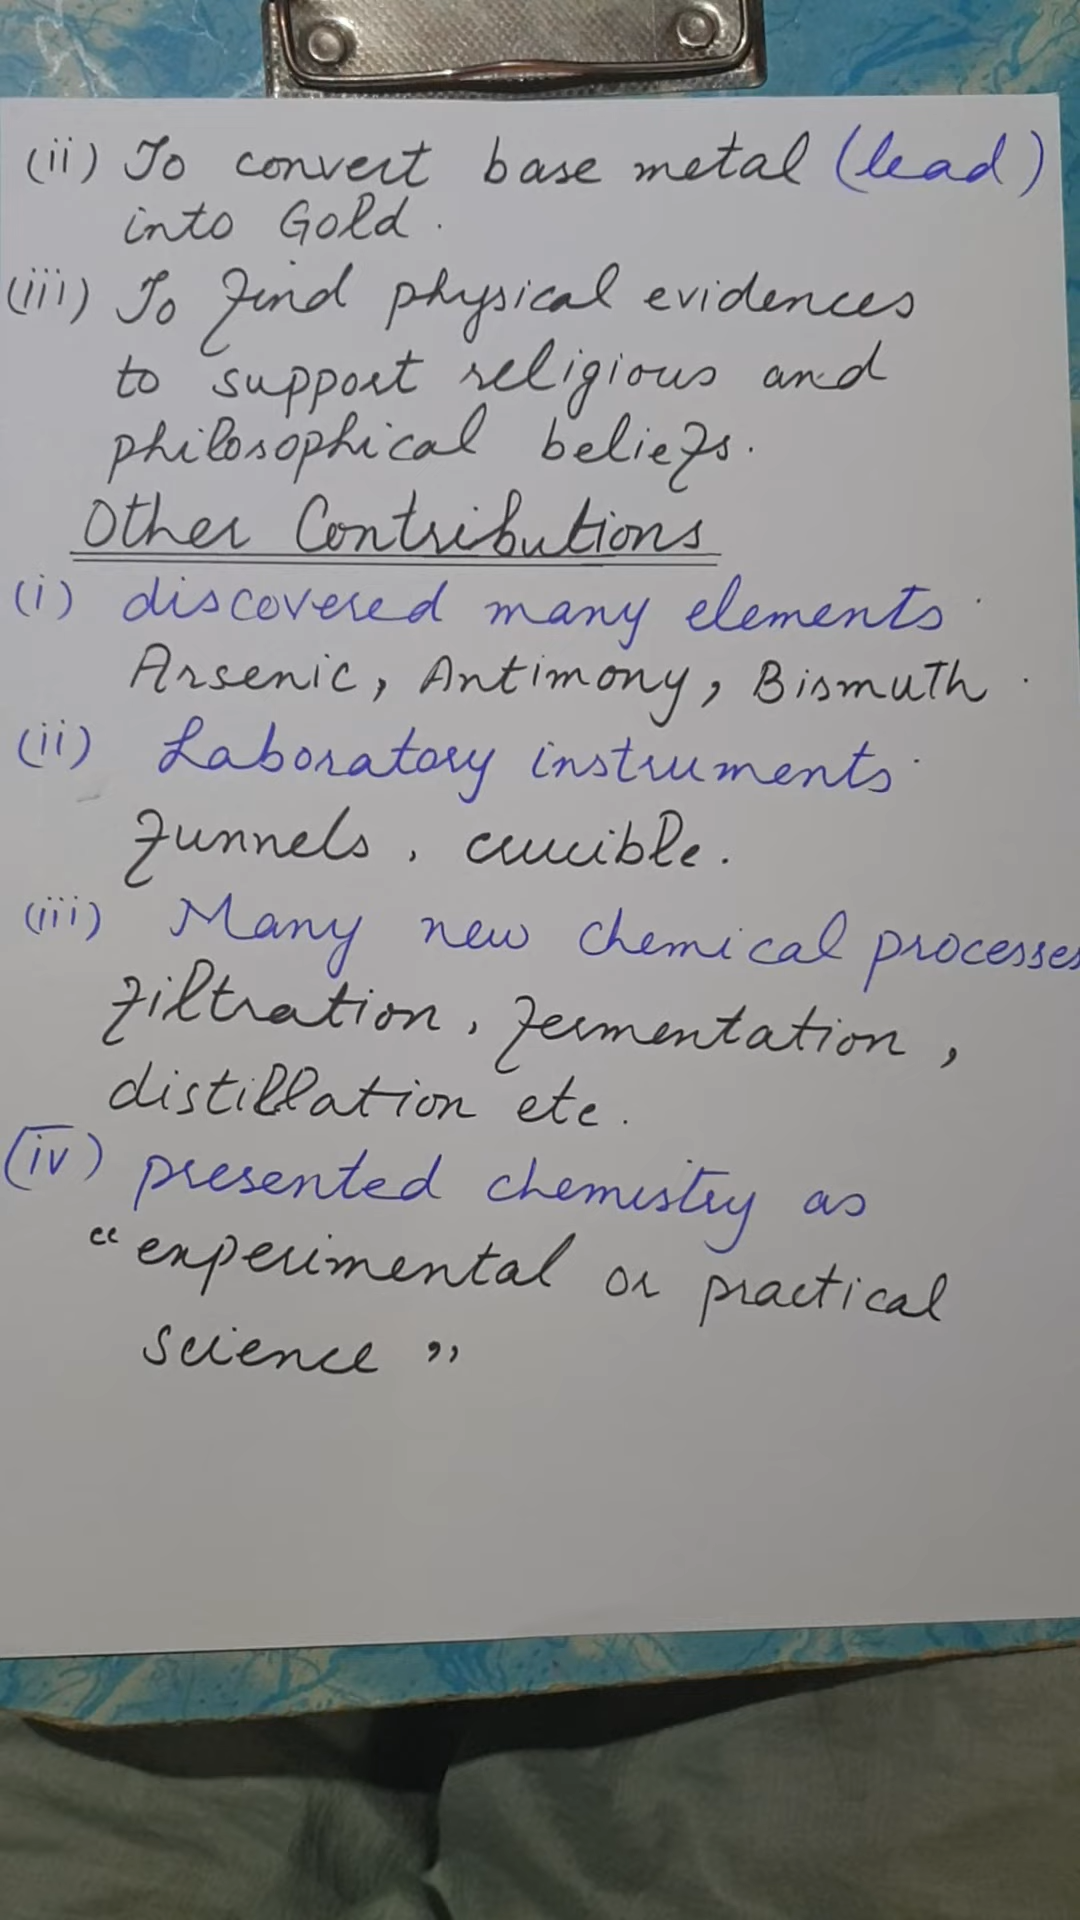 (ii) To convert base metal (lead)
into Gold.
(iii) To find physical evidences
to support religious and
philosophical beliefs.
Other Contributions
(i) discovered many elements
Arsenic, Antimony, Bismuth.
(ii) Laboratory instruments
funnels, crucible.
(iii) Many new chemical processes
filtration, fermentation,
distillation etc.
(iv) presented chemistry as
“experimental or practical
science”